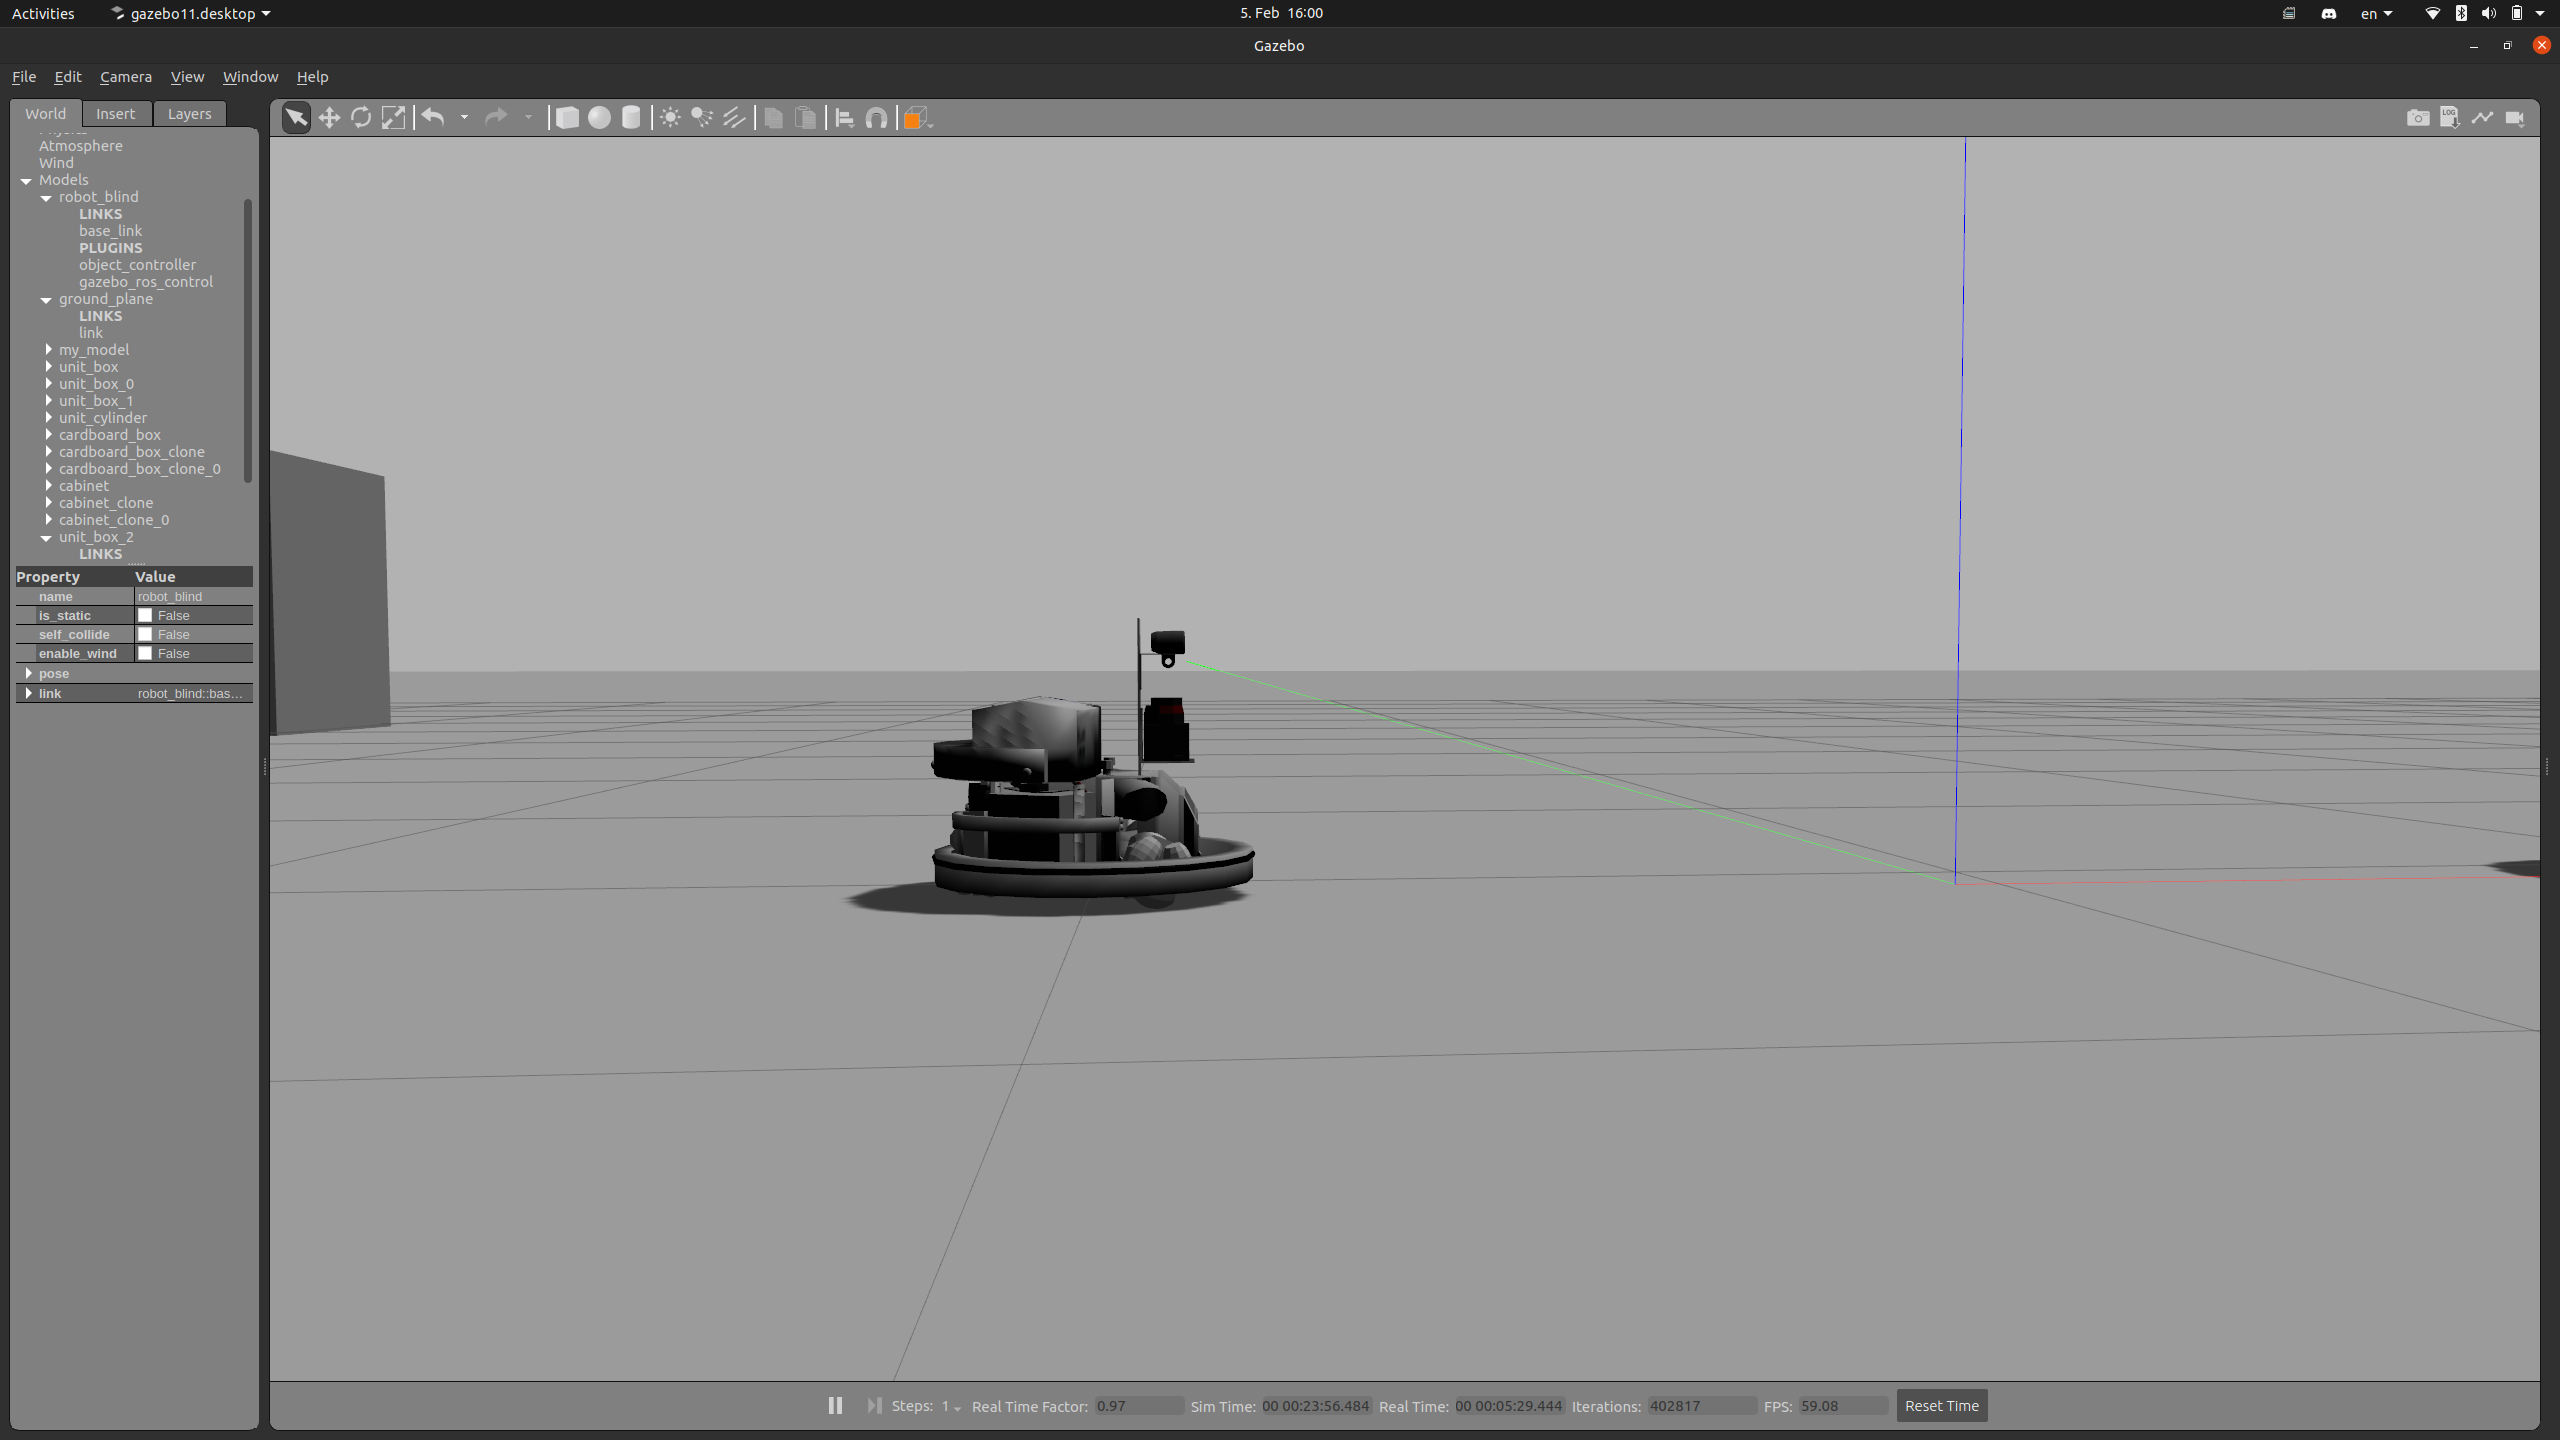 Activities gazebo11.desktop 5. Feb 16:00 en
Gazebo
File Edit Camera View Window Help
World Insert Layers
LOG
Atmosphere
Wind
Models
robot_blind
LINKS
base_link
PLUGINS
object_controller
gazebo_ros_control
ground_plane
LINKS
link
my_model
unit_box
unit_box_0
unit_box_1
unit_cylinder
cardboard_box
cardboard_box_clone
cardboard_box_clone_0
cabinet
cabinet_clone
cabinet_clone_0
unit_box_2
LINKS
Property Value
name robot_blind
is_static False
self_collide False
enable_wind False
pose
link robot_blind::bas...
Steps: 1 Real Time Factor: 0.97 Sim Time: 00 00:23:56.484 Real Time: 00 00:05:29.444 Iterations: 402817 FPS: 59.08 Reset Time